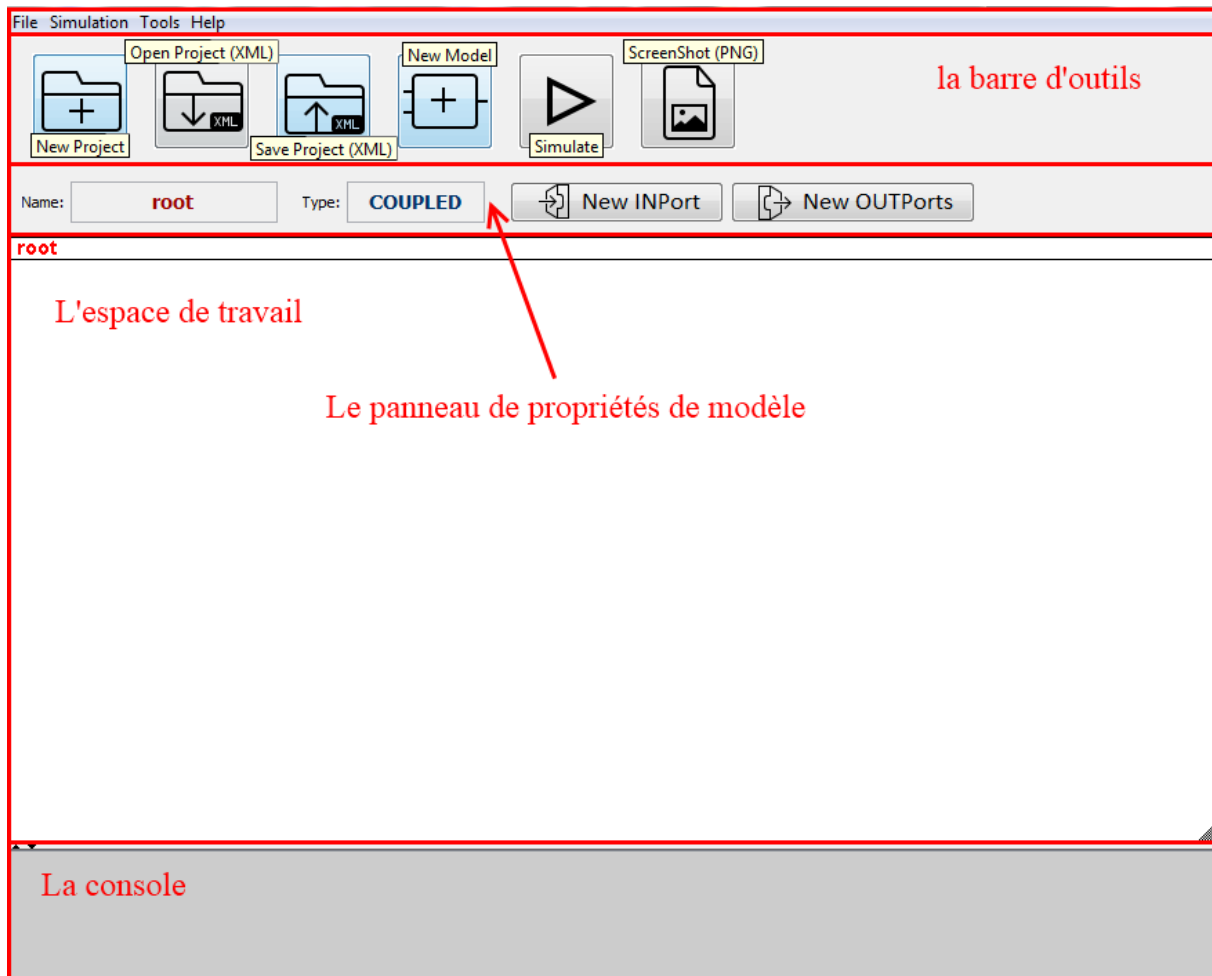 File Simulation Tools Help
Open Project (XML)
New Model
ScreenShot (PNG)
la barre d'outils
XML
XML
New Project
Save Project (XML)
Simulate
Name: root Type: COUPLED New INPort New OUTPorts
root
L'espace de travail
Le panneau de propriétés de modèle
La console